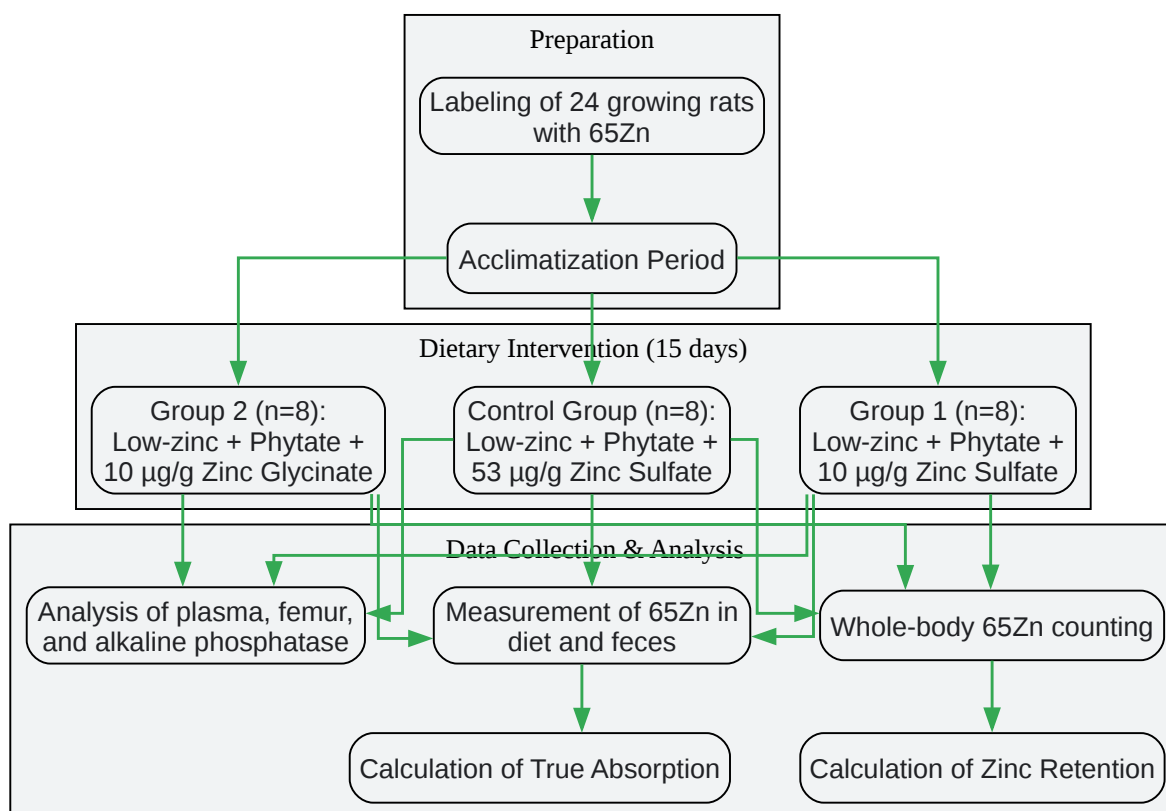 Preparation
Labeling of 24 growing rats
with 65Zn
Acclimatization Period
Dietary Intervention (15 days)
Group 2 (n=8):
Low-zinc + Phytate +
10 µg/g Zinc Glycinate
Control Group (n=8):
Low-zinc + Phytate +
53 µg/g Zinc Sulfate
Group 1 (n=8):
Low-zinc + Phytate +
10 µg/g Zinc Sulfate
Data Collection & Analysis
Analysis of plasma, femur,
and alkaline phosphatase
Measurement of 65Zn in
diet and feces
Whole-body 65Zn counting
Calculation of True Absorption
Calculation of Zinc Retention